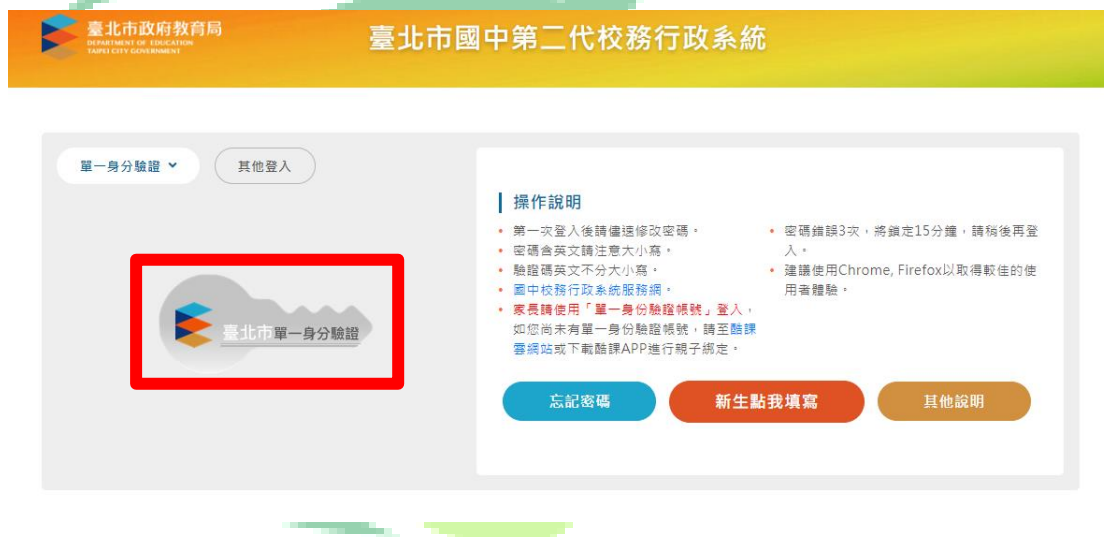 臺北市政府教育局
DEPARTMENT OF EDUCATION
TAIPEI CITY GOVERNMENT
臺北市國中第二代校務行政系統
單一身分驗證
其他登入
臺北市單一身分驗證
操作說明
• 第一次登入後請儘速修改密碼。
• 密碼含英文請注意大小寫。
• 驗證碼英文不分大小寫。
• 國中校務行政系統服務網。
• 家長請使用「單一身份驗證帳號」登入，
如您尚未有單一身份驗證帳號，請至酷課
雲網站或下載酷課APP進行親子綁定。
• 密碼錯誤3次，將鎖定15分鐘，請稍後再登
入。
• 建議使用Chrome, Firefox以取得較佳的使
用者體驗。
忘記密碼
新生點我填寫
其他說明